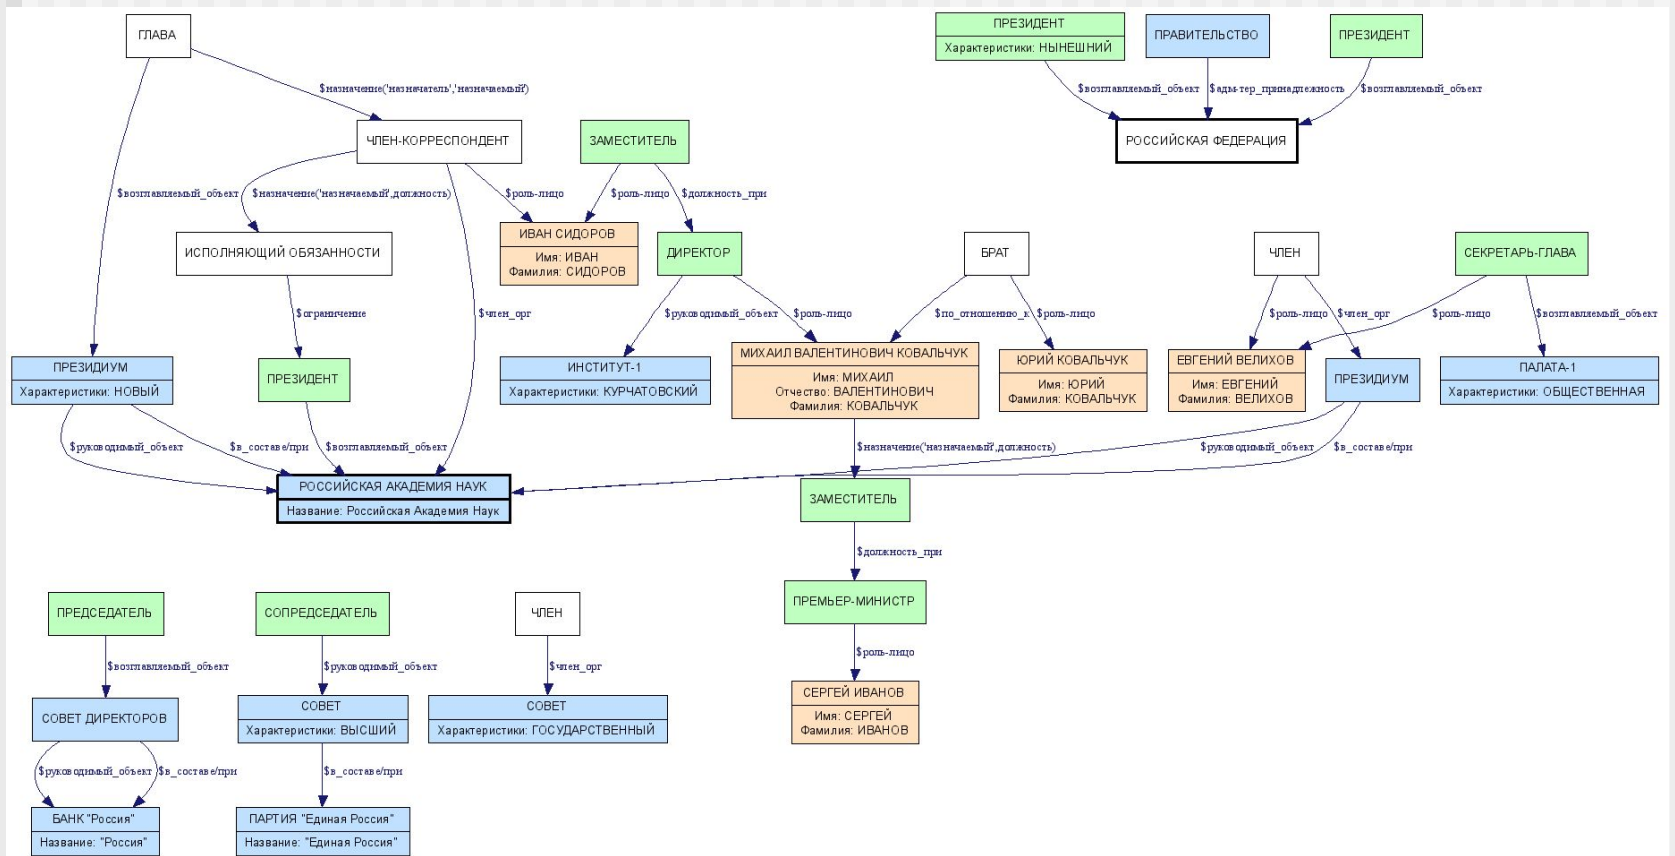 ГЛАВА
ПРЕЗИДЕНТ
Характеристики: НЫНЕШНИЙ
ПРАВИТЕЛЬСТВО
ПРЕЗИДЕНТ
$назначение('назначатель','назначаемый')
$возглавляемый_объект
$адм-тер_принадлежность
$возглавляемый_объект
ЧЛЕН-КОРРЕСПОНДЕНТ
ЗАМЕСТИТЕЛЬ
РОССИЙСКАЯ ФЕДЕРАЦИЯ
$возглавляемый_объект
$назначение('назначаемый',должность)
$роль-лицо
$роль-лицо
$должность_при
ИСПОЛНЯЮЩИЙ ОБЯЗАННОСТИ
ИВАН СИДОРОВ
Имя: ИВАН
Фамилия: СИДОРОВ
ДИРЕКТОР
БРАТ
ЧЛЕН
СЕКРЕТАРЬ-ГЛАВА
$ограничение
$член_орг
$руководимый_объект
$роль-лицо
$по_отношению_к
$роль-лицо
$роль-лицо
$член_орг
$роль-лицо
$возглавляемый_объект
ПРЕЗИДИУМ
Характеристики: НОВЫЙ
ПРЕЗИДЕНТ
ИНСТИТУТ-1
Характеристики: КУРЧАТОВСКИЙ
МИХАИЛ ВАЛЕНТИНОВИЧ КОВАЛЬЧУК
Имя: МИХАИЛ
Отчество: ВАЛЕНТИНОВИЧ
Фамилия: КОВАЛЬЧУК
ЮРИЙ КОВАЛЬЧУК
Имя: ЮРИЙ
Фамилия: КОВАЛЬЧУК
ЕВГЕНИЙ ВЕЛИХОВ
Имя: ЕВГЕНИЙ
Фамилия: ВЕЛИХОВ
ПРЕЗИДИУМ
ПАЛАТА-1
Характеристики: ОБЩЕСТВЕННАЯ
$руководимый_объект
$в_составе/при
$возглавляемый_объект
$назначение('назначаемый',должность)
$руководимый_объект
$в_составе/при
РОССИЙСКАЯ АКАДЕМИЯ НАУК
Название: Российская Академия Наук
ЗАМЕСТИТЕЛЬ
$должность_при
ПРЕДСЕДАТЕЛЬ
СОПРЕДСЕДАТЕЛЬ
ЧЛЕН
ПРЕМЬЕР-МИНИСТР
$возглавляемый_объект
$руководимый_объект
$член_орг
$роль-лицо
СОВЕТ ДИРЕКТОРОВ
СОВЕТ
Характеристики: ВЫСШИЙ
СОВЕТ
Характеристики: ГОСУДАРСТВЕННЫЙ
СЕРГЕЙ ИВАНОВ
Имя: СЕРГЕЙ
Фамилия: ИВАНОВ
$руководимый_объект
$в_составе/при
$в_составе/при
БАНК "Россия"
Название: "Россия"
ПАРТИЯ "Единая Россия"
Название: "Единая Россия"